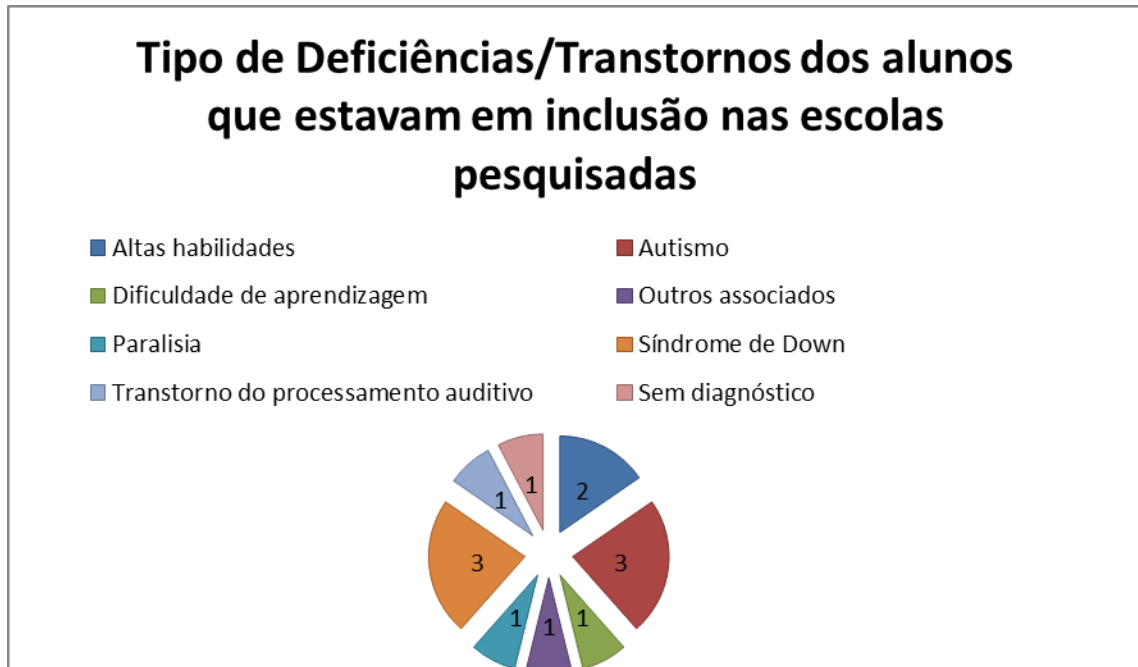 Tipo de Deficiências/Transtornos dos alunos
que estavam em inclusão nas escolas
pesquisadas
Altas habilidades
Autismo
Dificuldade de aprendizagem
Outros associados
Paralisia
Síndrome de Down
Transtorno do processamento auditivo
Sem diagnóstico
1
1
2
3
3
1
1
1